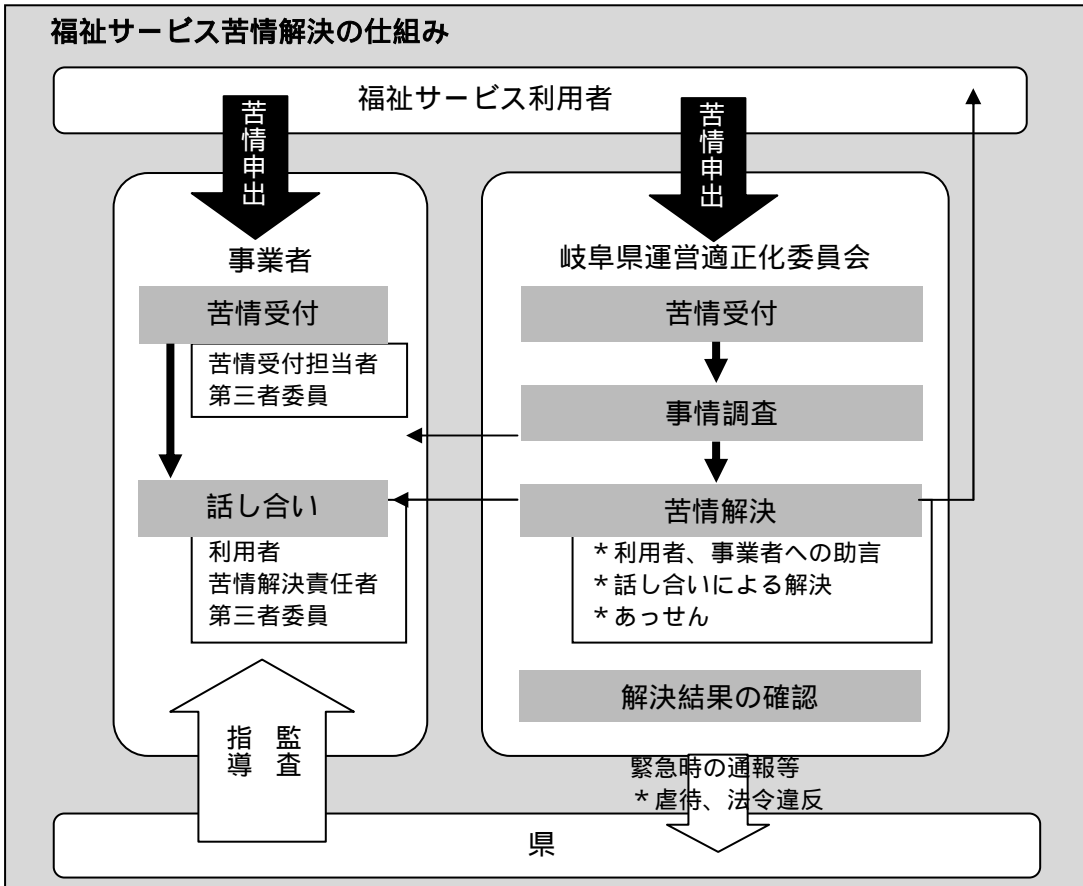 福祉サービス苦情解決の仕組み
福祉サービス利用者
苦情申出
苦情申出
事業者
苦情受付
苦情受付担当者
第三者委員
話し合い
利用者
苦情解決責任者
第三者委員
岐阜県運営適正化委員会
苦情受付
事情調査
苦情解決
*利用者、事業者への助言
*話し合いによる解決
*あっせん
解決結果の確認
指導
監査
緊急時の通報等
*虐待、法令違反
県